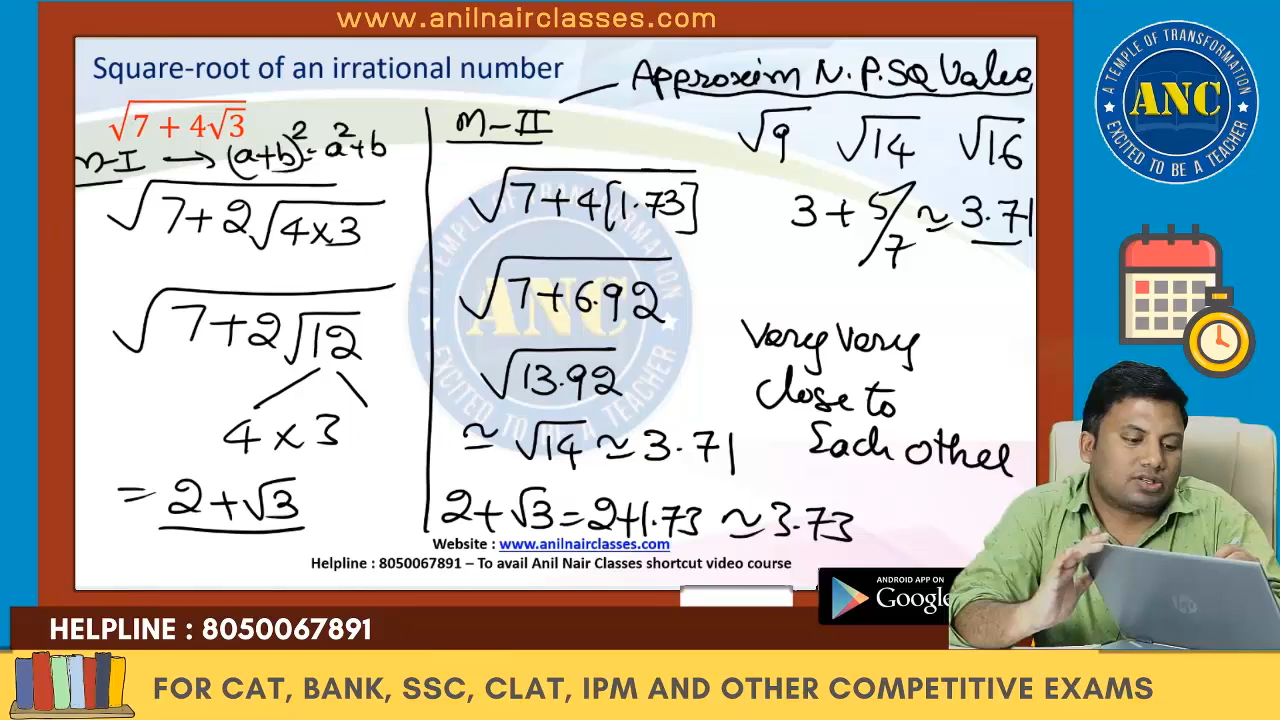 www.anilnairclasses.com
Square-root of an irrational number
√7 + 4√3
M-I → (a+b)² = a²+b
√7+2√4×3
√7+2√12
4 × 3
= 2+√3
M-II
√7+4[1.73]
√7+6.92
√13.92
≃ √14 ≃ 3.71
2+√3 = 2+1.73 ≃ 3.73
Approxim N.P.SQ Value
√9 √14 √16
3 + 5/7 ≃ 3.71
Very Very
close to
Each other
Website : www.anilnairclasses.com
Helpline : 8050067891 – To avail Anil Nair Classes shortcut video course
ANDROID APP ON
Google
A TEMPLE OF TRANSFORMATION
ANC
EXCITED TO BE A TEACHER
HELPLINE : 8050067891
FOR CAT, BANK, SSC, CLAT, IPM AND OTHER COMPETITIVE EXAMS